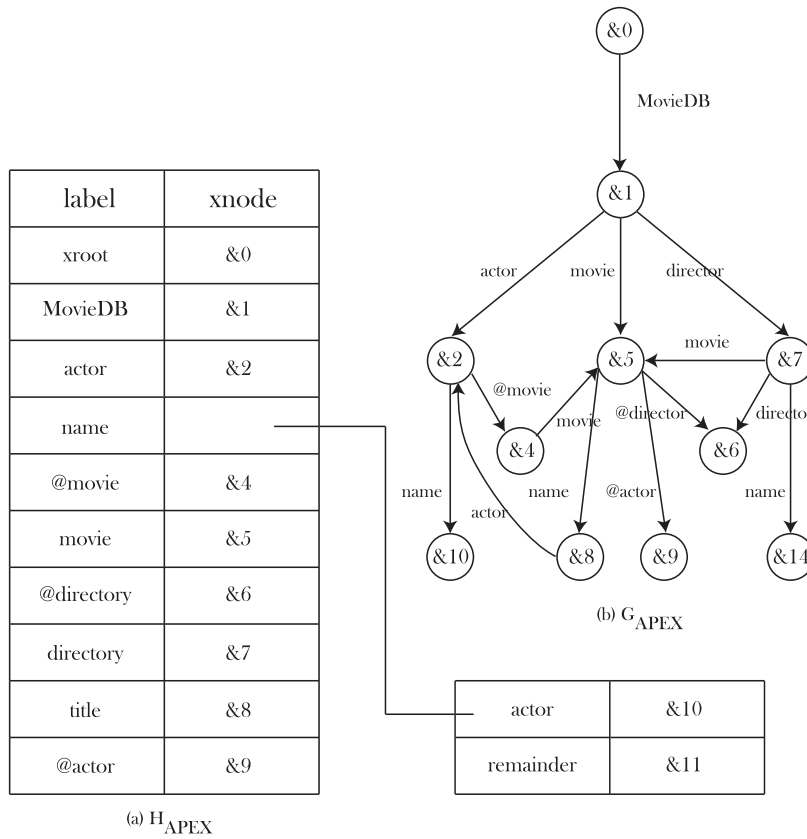 &0
MovieDB
&1
label xnode
xroot &0
MovieDB &1
actor &2
name
@movie &4
movie &5
@directory &6
directory &7
title &8
@actor &9
(a) H APEX
actor movie director
&2 &5 &7
movie
@movie
&4
movie
@director
&6
director
name
actor
name
@actor
name
&10 &8 &9 &14
(b) G APEX
actor &10
remainder &11